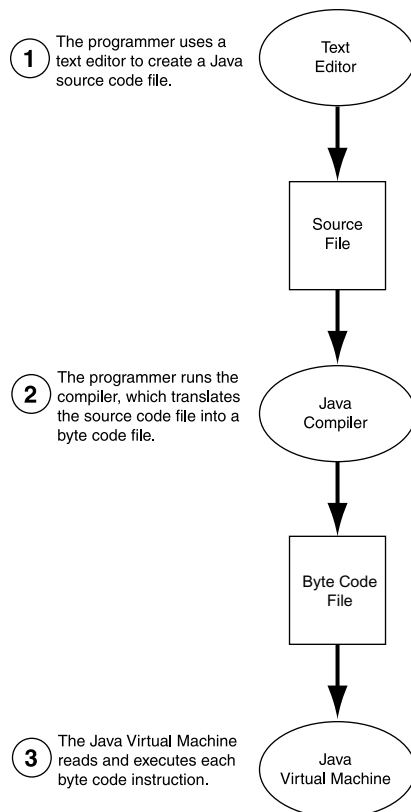 1
The programmer uses a
text editor to create a Java
source code file.
Text
Editor
Source
File
2
The programmer runs the
compiler, which translates
the source code file into a
byte code file.
Java
Compiler
Byte Code
File
3
The Java Virtual Machine
reads and executes each
byte code instruction.
Java
Virtual Machine